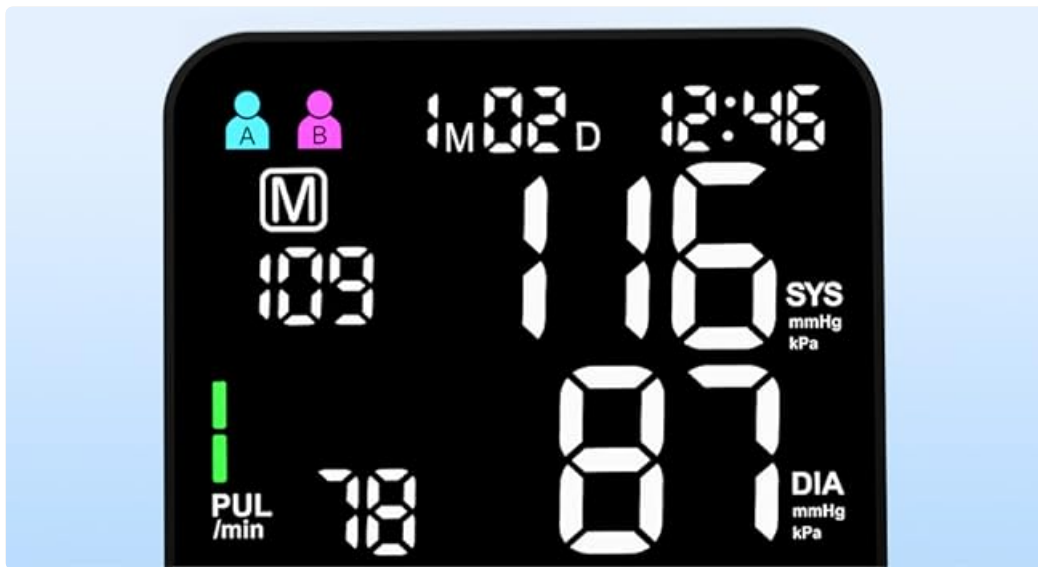 A B 1M02D 12:46
M
109
116
SYS
mmHg
kPa
87
PUL
/min
78
DIA
mmHg
kPa